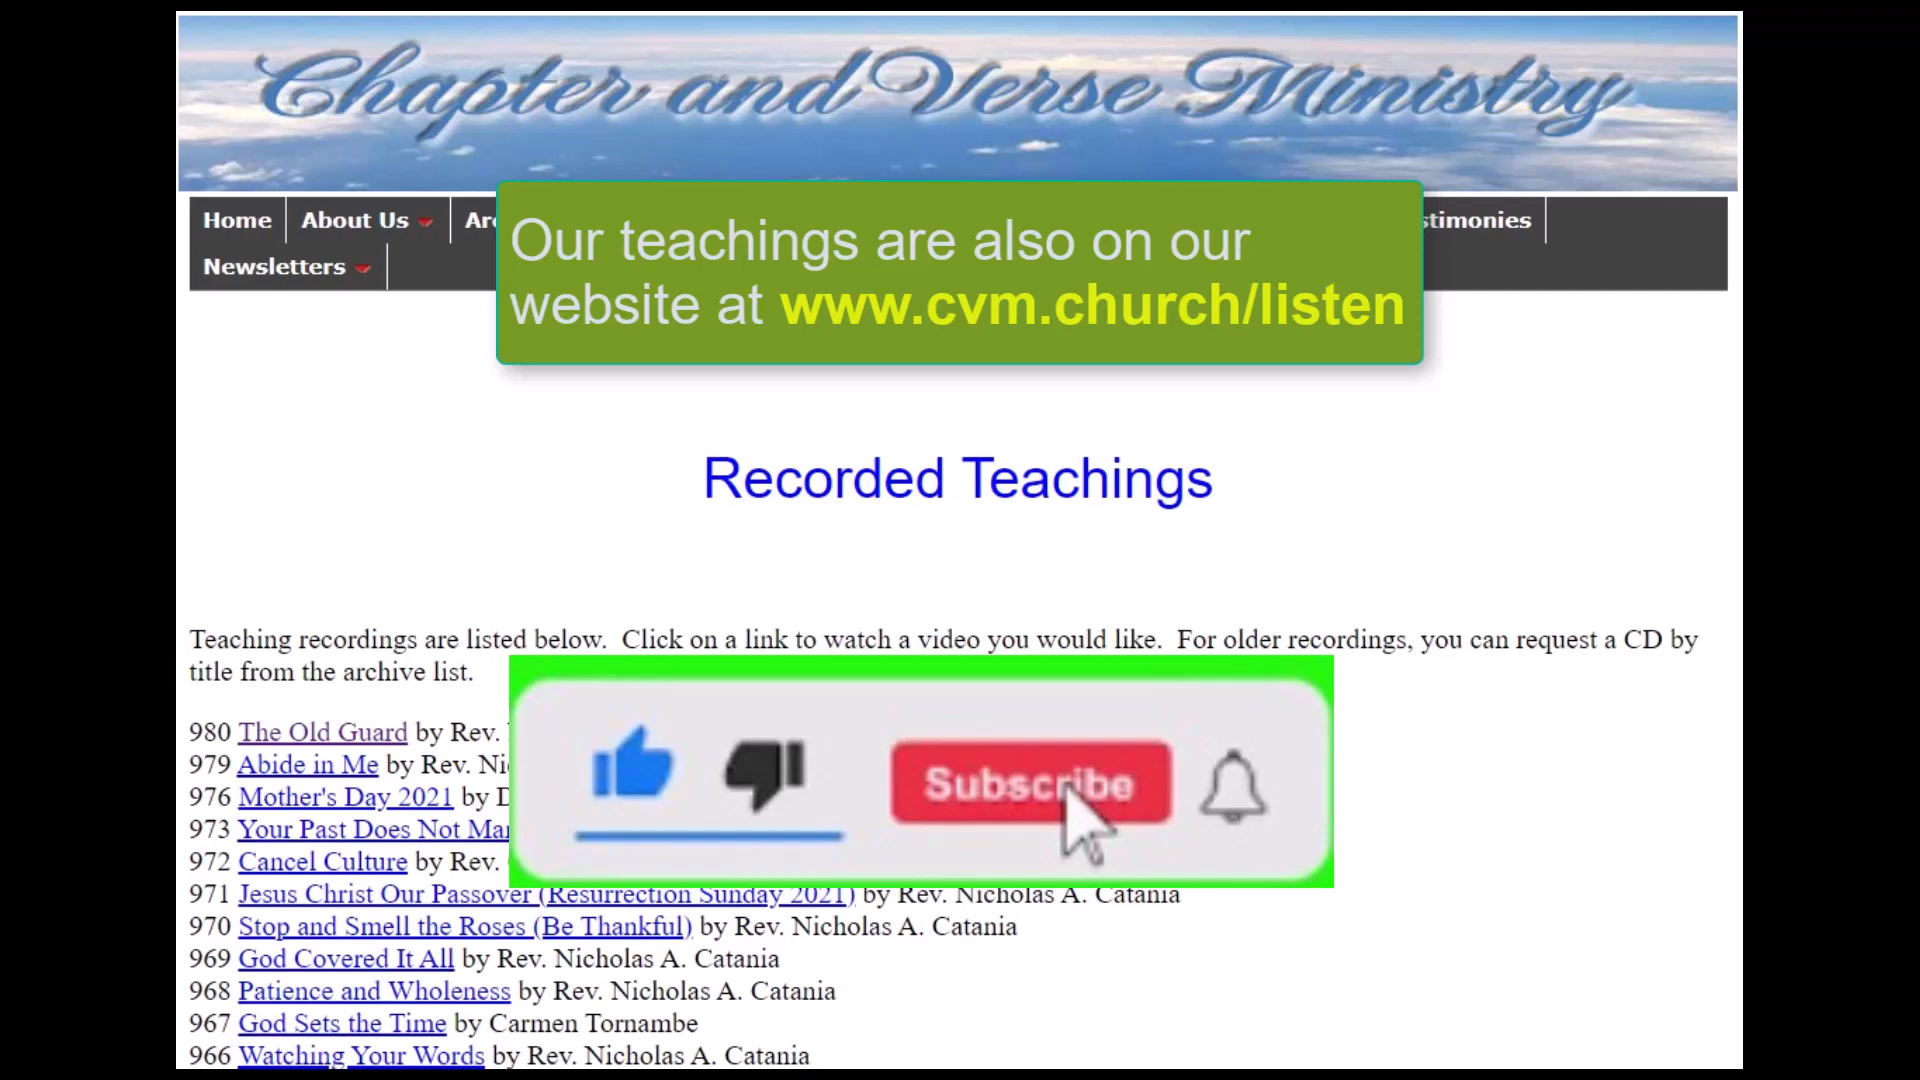 Chapter and Verse Ministry
Home
About Us
Newsletters
Our teachings are also on our
website at www.cvm.church/listen
Recorded Teachings
Teaching recordings are listed below.  Click on a link to watch a video you would like.  For older recordings, you can request a CD by
title from the archive list.
980 The Old Guard by Rev.
979 Abide in Me by Rev.
976 Mother's Day 2021 by
973 Your Past Does Not
972 Cancel Culture by Rev.
Subscribe
971 Jesus Christ Our Passover (Resurrection Sunday 2021) by Rev. Nicholas A. Catania
970 Stop and Smell the Roses (Be Thankful) by Rev. Nicholas A. Catania
969 God Covered It All by Rev. Nicholas A. Catania
968 Patience and Wholeness by Rev. Nicholas A. Catania
967 God Sets the Time by Carmen Tornambe
966 Watching Your Words by Rev. Nicholas A. Catania